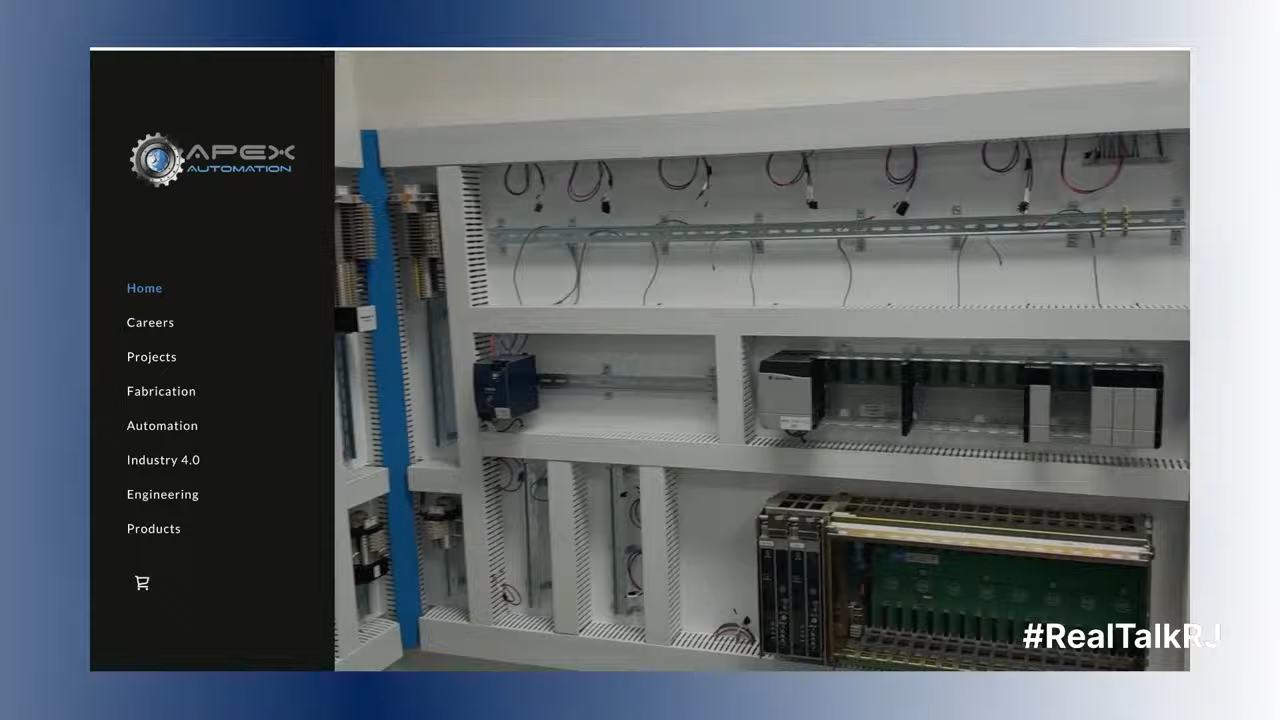 APEX
AUTOMATION
Home
Careers
Projects
Fabrication
Automation
Industry 4.0
Engineering
Products
#RealTalkRJ